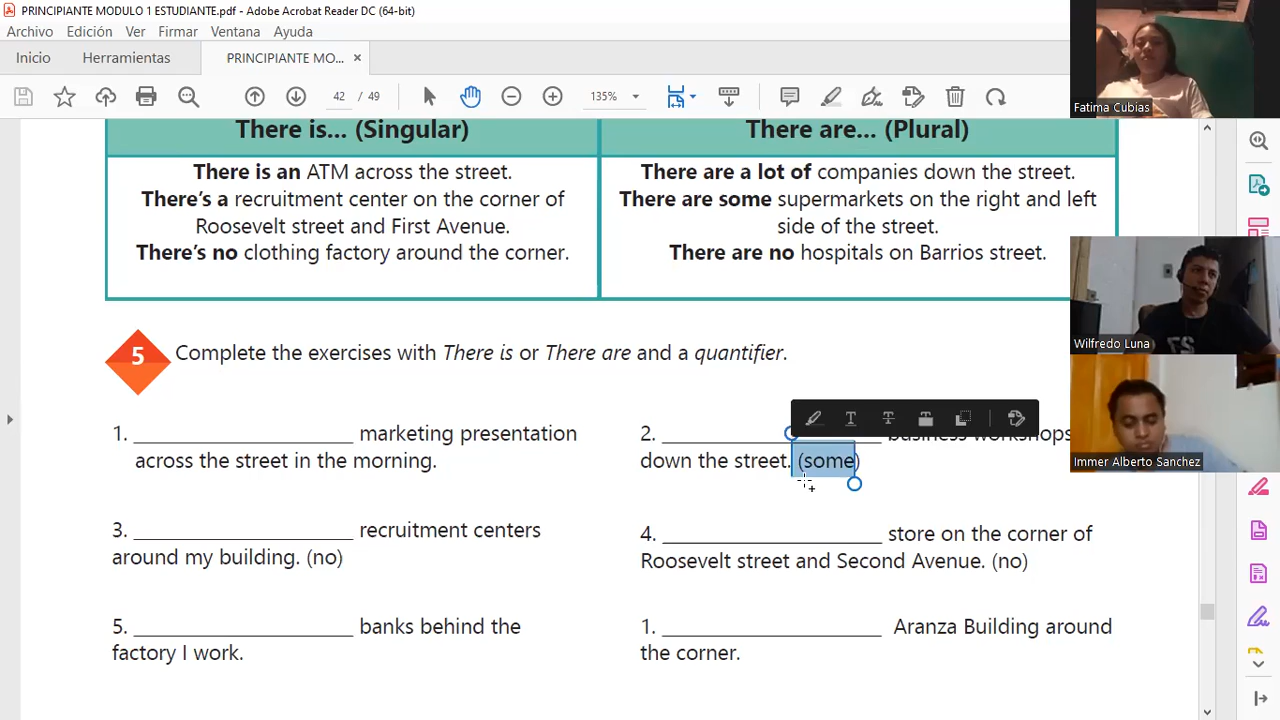 PRINCIPIANTE MODULO 1 ESTUDIANTE.pdf - Adobe Acrobat Reader DC (64-bit)
Archivo Edición Ver Firmar Ventana Ayuda
Inicio Herramientas PRINCIPIANTE MO... ×
42 / 49 135%
There is... (Singular) There are... (Plural)
There is an ATM across the street.
There's a recruitment center on the corner of
Roosevelt street and First Avenue.
There's no clothing factory around the corner.
There are a lot of companies down the street.
There are some supermarkets on the right and left
side of the street.
There are no hospitals on Barrios street.
5 Complete the exercises with There is or There are and a quantifier.
1. ____________________ marketing presentation
across the street in the morning.
2. ____________________ business workshops
down the street. (some)
3. ____________________ recruitment centers
around my building. (no)
4. ____________________ store on the corner of
Roosevelt street and Second Avenue. (no)
5. ____________________ banks behind the
factory I work.
1. ____________________ Aranza Building around
the corner.
Fatima Cubias
Wilfredo Luna
Immer Alberto Sanchez